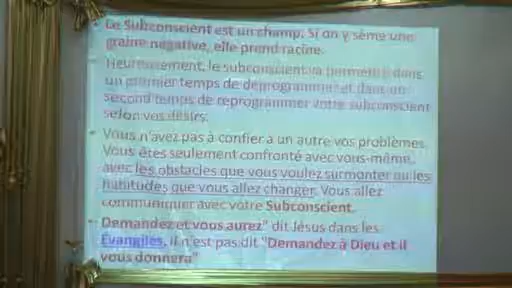 Le Subconscient est un champ. Si on y sème une
graine négative, elle prend racine.
Heureusement, le subconscient va permettre dans
un premier temps de déprogrammer et dans un
second temps de reprogrammer votre subconscient
selon vos désirs.
Vous n'avez pas à confier à un autre vos problèmes.
Vous êtes seulement confronté avec vous-même,
avec les obstacles que vous voulez surmonter ou les
habitudes que vous allez changer. Vous allez
communiquer avec votre Subconscient.
Demandez et vous aurez" dit Jésus dans les
Évangiles, il n'est pas dit "Demandez à Dieu et il
vous donnera"